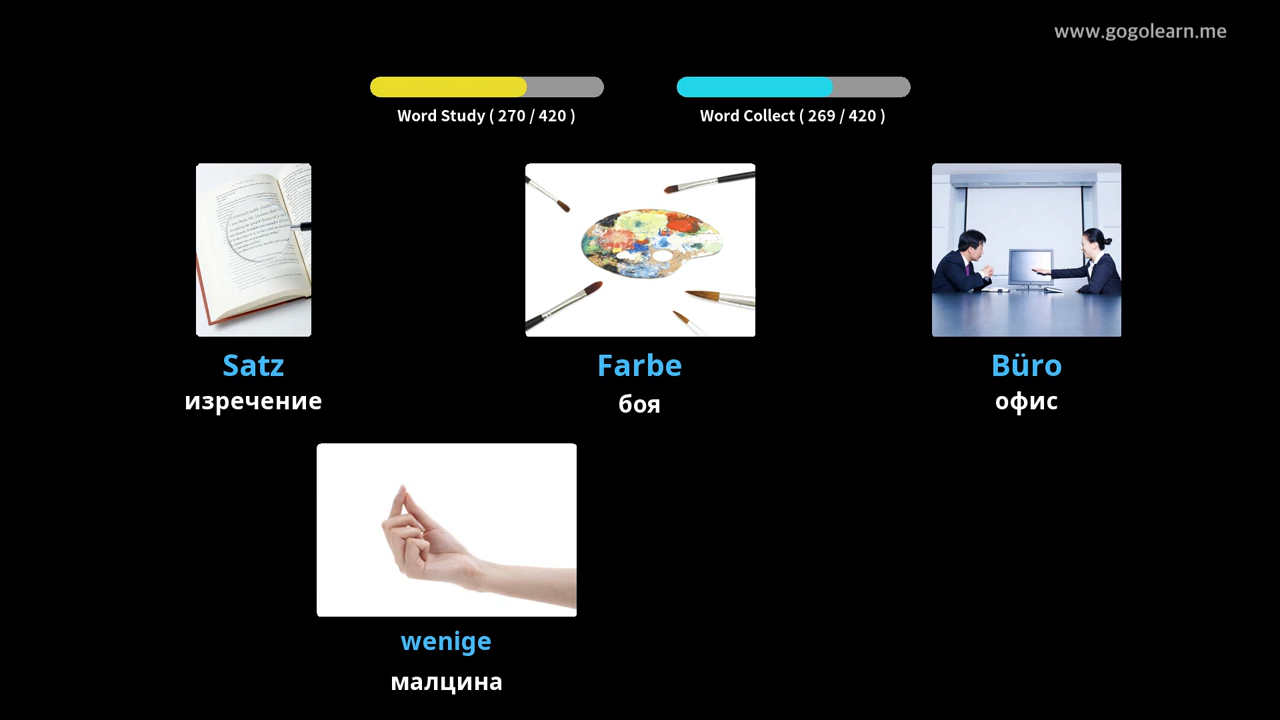 www.gogolearn.me
Word Study ( 270 / 420 )
Word Collect ( 269 / 420 )
Satz
изречение
Farbe
боя
Büro
офис
wenige
малцина